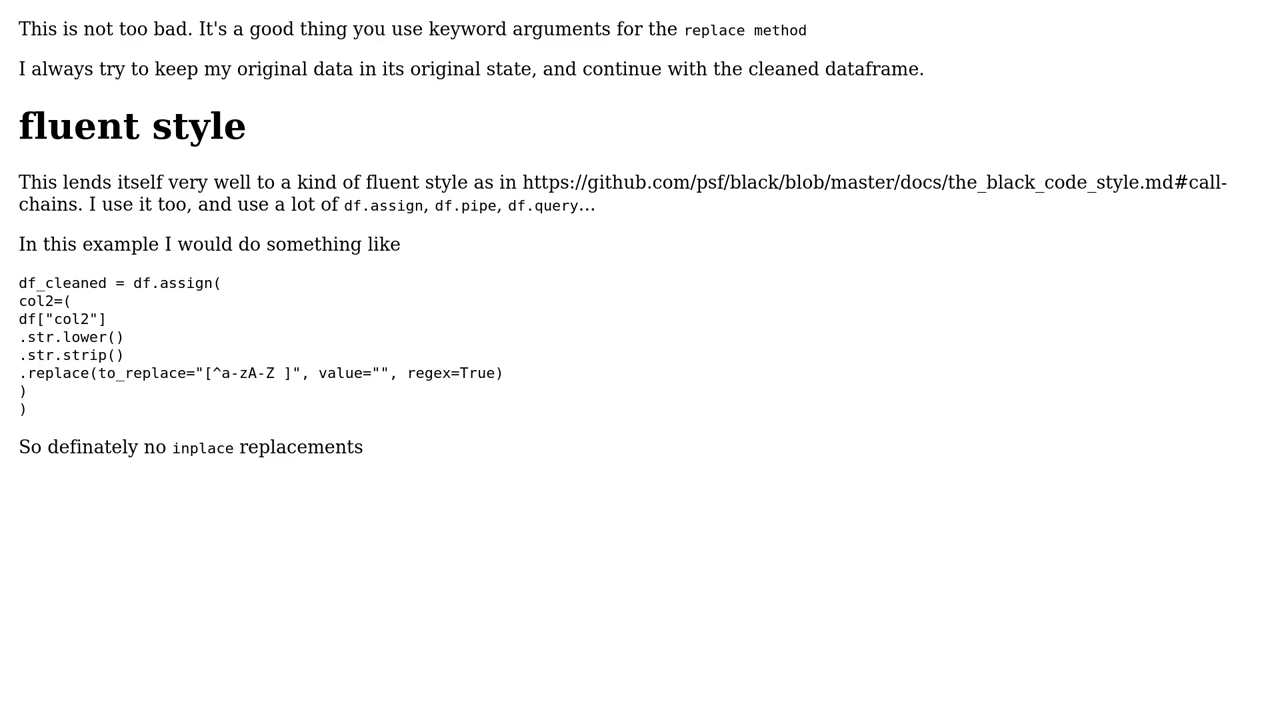 This is not too bad. It's a good thing you use keyword arguments for the replace method
I always try to keep my original data in its original state, and continue with the cleaned dataframe.
fluent style
This lends itself very well to a kind of fluent style as in https://github.com/psf/black/blob/master/docs/the_black_code_style.md#call-
chains. I use it too, and use a lot of df.assign, df.pipe, df.query...
In this example I would do something like
df_cleaned = df.assign(
col2=(
df["col2"]
.str.lower()
.str.strip()
.replace(to_replace="[^a-zA-Z ]", value="", regex=True)
)
)
So definately no inplace replacements